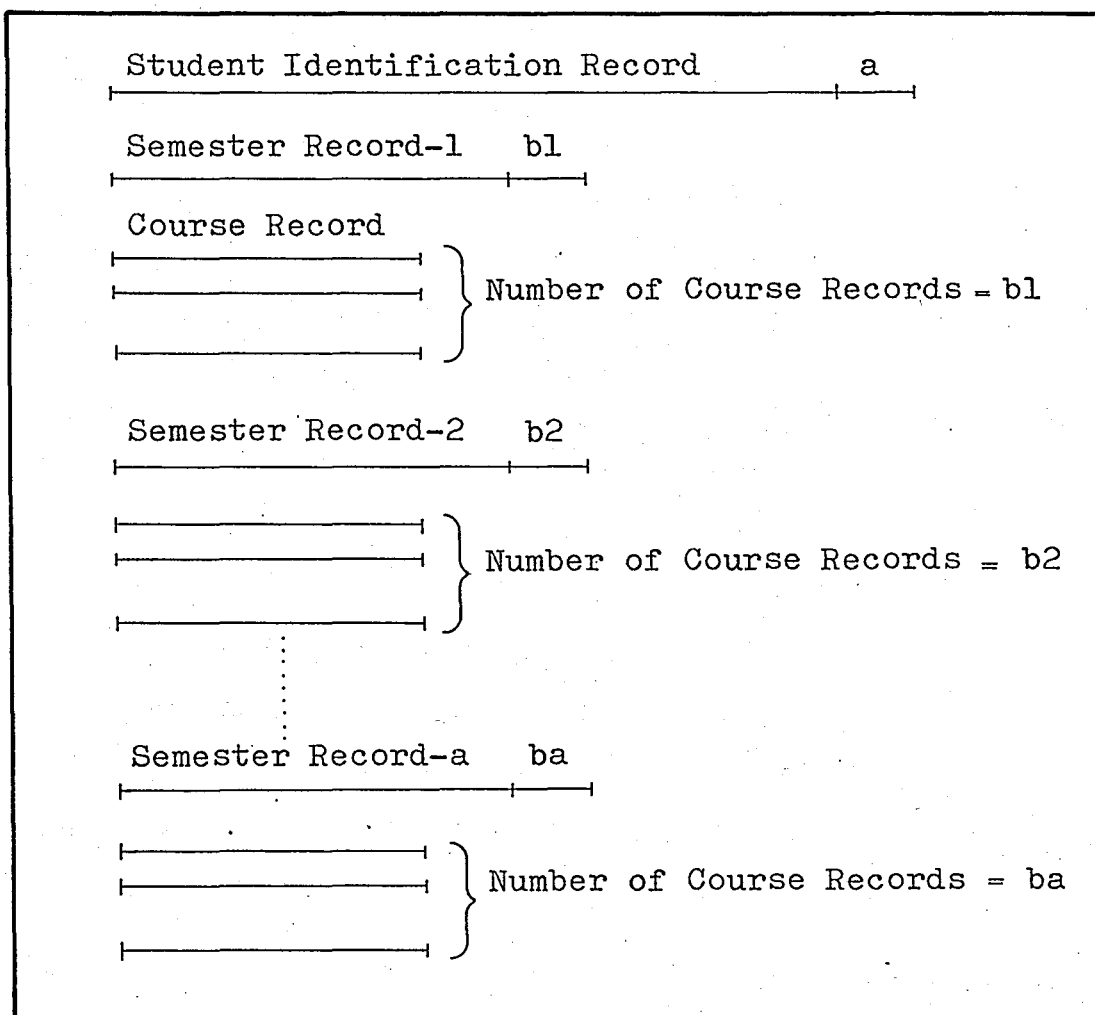 Student Identification Record a
Semester Record-1 b1
Course Record
Number of Course Records = b1
Semester Record-2 b2
Number of Course Records = b2
Semester Record-a ba
Number of Course Records = ba